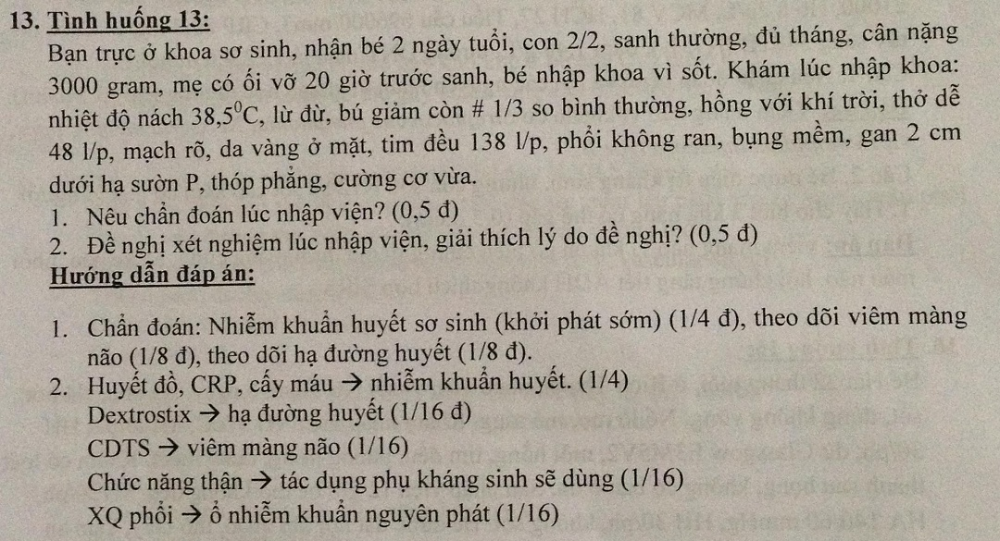 13. Tình huống 13:
Bạn trực ở khoa sơ sinh, nhận bé 2 ngày tuổi, con 2/2, sanh thường, đủ tháng, cân nặng
3000 gram, mẹ có ối vỡ 20 giờ trước sanh, bé nhập khoa vì sốt. Khám lúc nhập khoa:
nhiệt độ nách 38,5⁰C, lừ đừ, bú giảm còn # 1/3 so bình thường, hồng với khí trời, thở dễ
48 l/p, mạch rõ, da vàng ở mặt, tim đều 138 l/p, phổi không ran, bụng mềm, gan 2 cm
dưới hạ sườn P, thóp phẳng, cường cơ vừa.
1. Nêu chẩn đoán lúc nhập viện? (0,5 đ)
2. Đề nghị xét nghiệm lúc nhập viện, giải thích lý do đề nghị? (0,5 đ)
Hướng dẫn đáp án:
1. Chẩn đoán: Nhiễm khuẩn huyết sơ sinh (khởi phát sớm) (1/4 đ), theo dõi viêm màng
não (1/8 đ), theo dõi hạ đường huyết (1/8 đ).
2. Huyết đồ, CRP, cấy máu → nhiễm khuẩn huyết. (1/4)
Dextrostix → hạ đường huyết (1/16 đ)
CDTS → viêm màng não (1/16)
Chức năng thận → tác dụng phụ kháng sinh sẽ dùng (1/16)
XQ phổi → ổ nhiễm khuẩn nguyên phát (1/16)